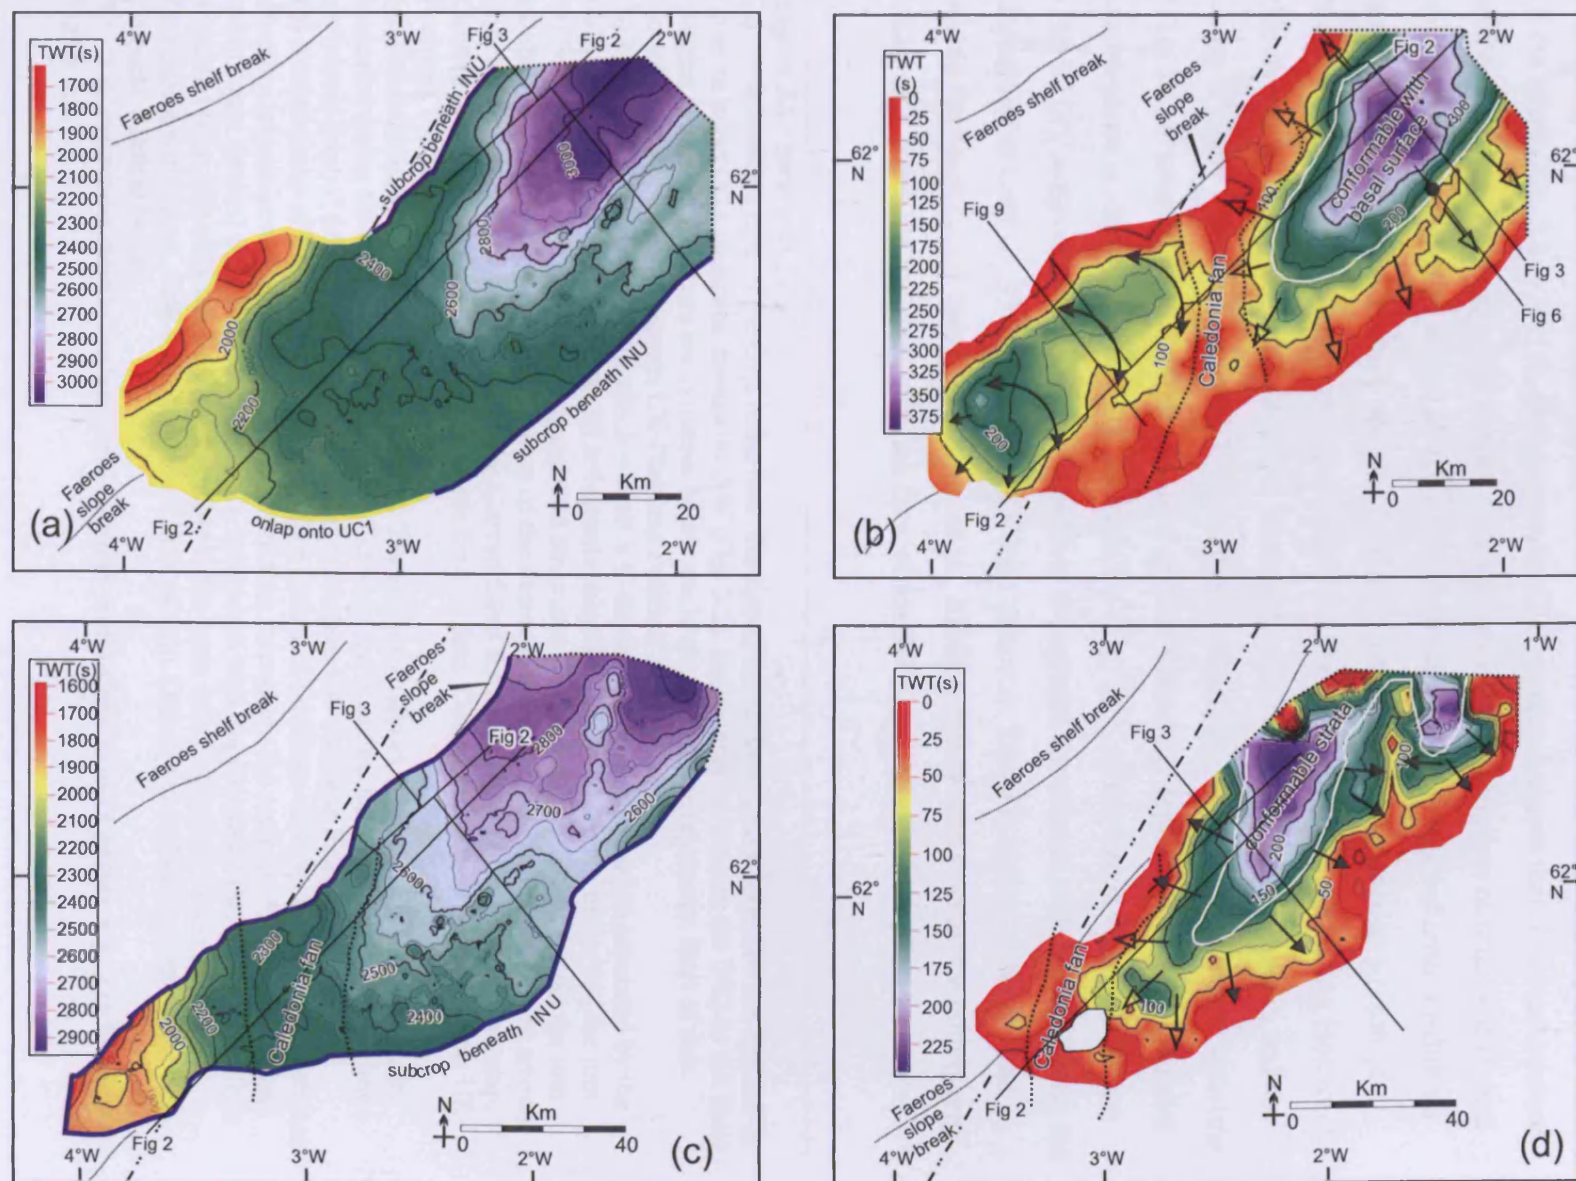 4°W
3°W
2°W
TWT(s)
1700
1800
1900
2000
2100
2200
2300
2400
2500
2600
2700
2800
2900
3000
Faeroes shelf break
Fig 3
Fig 2
subcrop beneath INU
3000
2800
2600
2400
2000
2200
62°
N
subcrop beneath INU
Faeroes
slope
break
Fig 2
onlap onto UC1
N
Km
0
20
(a)
4°W
3°W
2°W
4°W
3°W
2°W
TWT
(s)
0
25
50
75
100
125
150
175
200
225
250
275
300
325
350
375
Faeroes shelf break
Faeroes
slope
break
Fig 2
conformable with
basal surface
200
200
100
62°
N
62°
N
Fig 9
Caledonia fan
100
200
Fig 3
Fig 6
Fig 2
N
Km
0
20
(b)
4°W
3°W
2°W
4°W
3°W
2°W
TWT(s)
1600
1700
1800
1900
2000
2100
2200
2300
2400
2500
2600
2700
2800
2900
Faeroes shelf break
Faeroes
slope
break
Fig 3
Fig 2
2800
2700
2600
2600
2500
2400
2300
2200
2000
Caledonia fan
62°
N
subcrop beneath INU
Fig 2
N
Km
0
40
(c)
4°W
3°W
2°W
4°W
3°W
2°W
1°W
TWT(s)
0
25
50
75
100
125
150
175
200
225
Faeroes shelf break
Fig 3
conformable strata
100
200
150
50
100
62°
N
62°
N
Caledonia fan
Faeroes
slope
break
Fig 2
N
Km
0
40
(d)
3°W
2°W